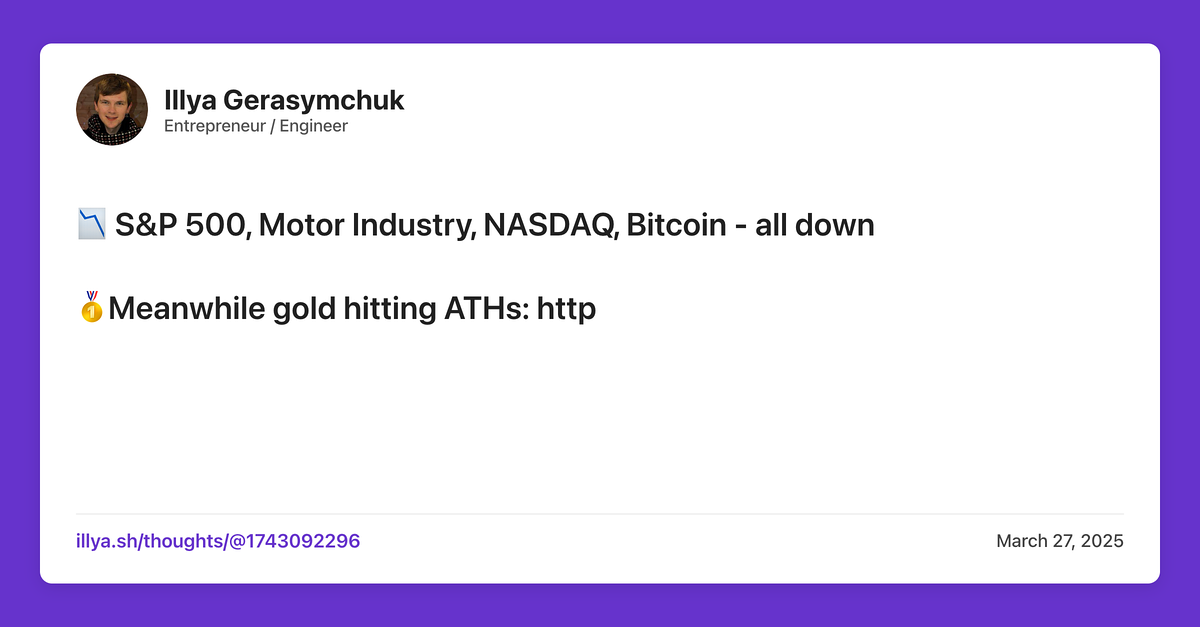 Illya Gerasymchuk
Entrepreneur / Engineer
📉 S&P 500, Motor Industry, NASDAQ, Bitcoin - all down
🥇Meanwhile gold hitting ATHs: http
illya.sh/thoughts/@1743092296
March 27, 2025